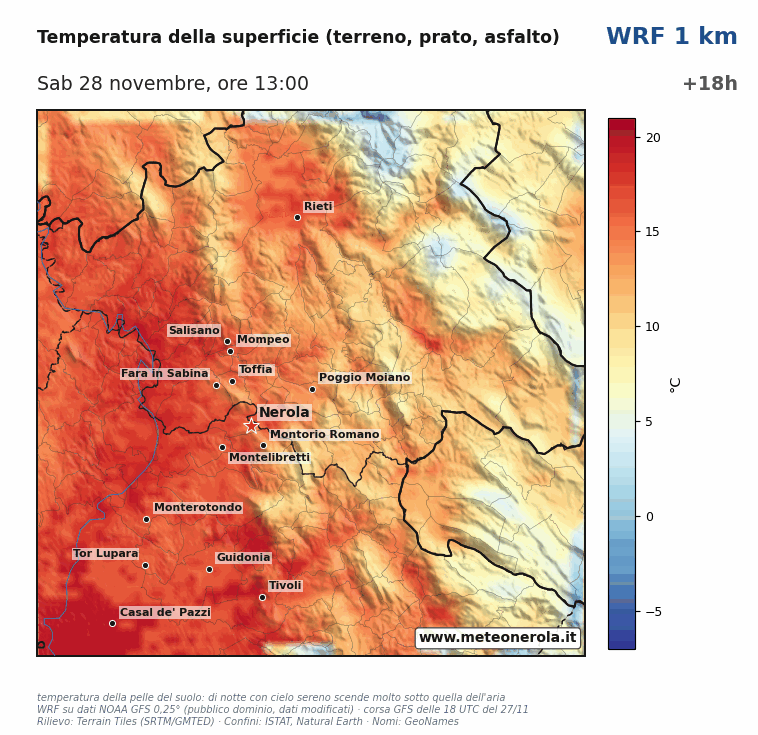 Temperatura della superficie (terreno, prato, asfalto)
WRF 1 km
Sab 28 novembre, ore 13:00
+18h
Rieti
Salisano
Mompeo
Fara in Sabina
Toffia
Poggio Moiano
Nerola
Montorio Romano
Montelibretti
Monterotondo
Tor Lupara
Guidonia
Tivoli
Casal de' Pazzi
www.meteonerola.it
20
15
10
5
0
−5
°C
temperatura della pelle del suolo: di notte con cielo sereno scende molto sotto quella dell'aria
WRF su dati NOAA GFS 0,25° (pubblico dominio, dati modificati) · corsa GFS delle 18 UTC del 27/11
Rilievo: Terrain Tiles (SRTM/GMTED) · Confini: ISTAT, Natural Earth · Nomi: GeoNames